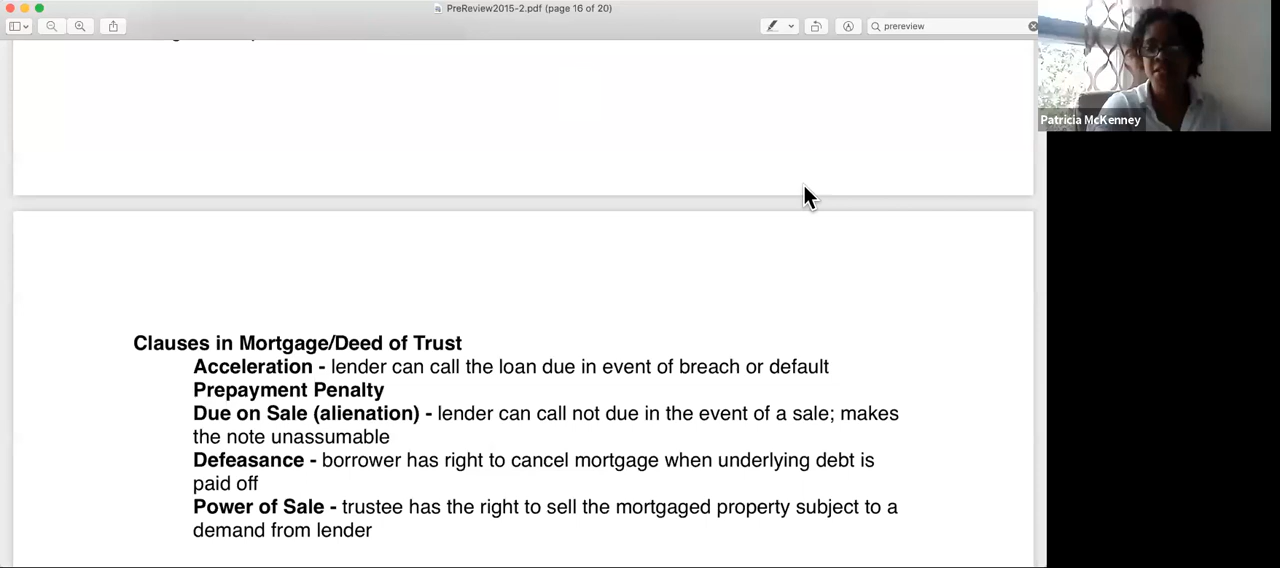 PreReview2015-2.pdf (page 16 of 20)
prereview
Patricia McKenney
Clauses in Mortgage/Deed of Trust
Acceleration - lender can call the loan due in event of breach or default
Prepayment Penalty
Due on Sale (alienation) - lender can call not due in the event of a sale; makes
the note unassumable
Defeasance - borrower has right to cancel mortgage when underlying debt is
paid off
Power of Sale - trustee has the right to sell the mortgaged property subject to a
demand from lender